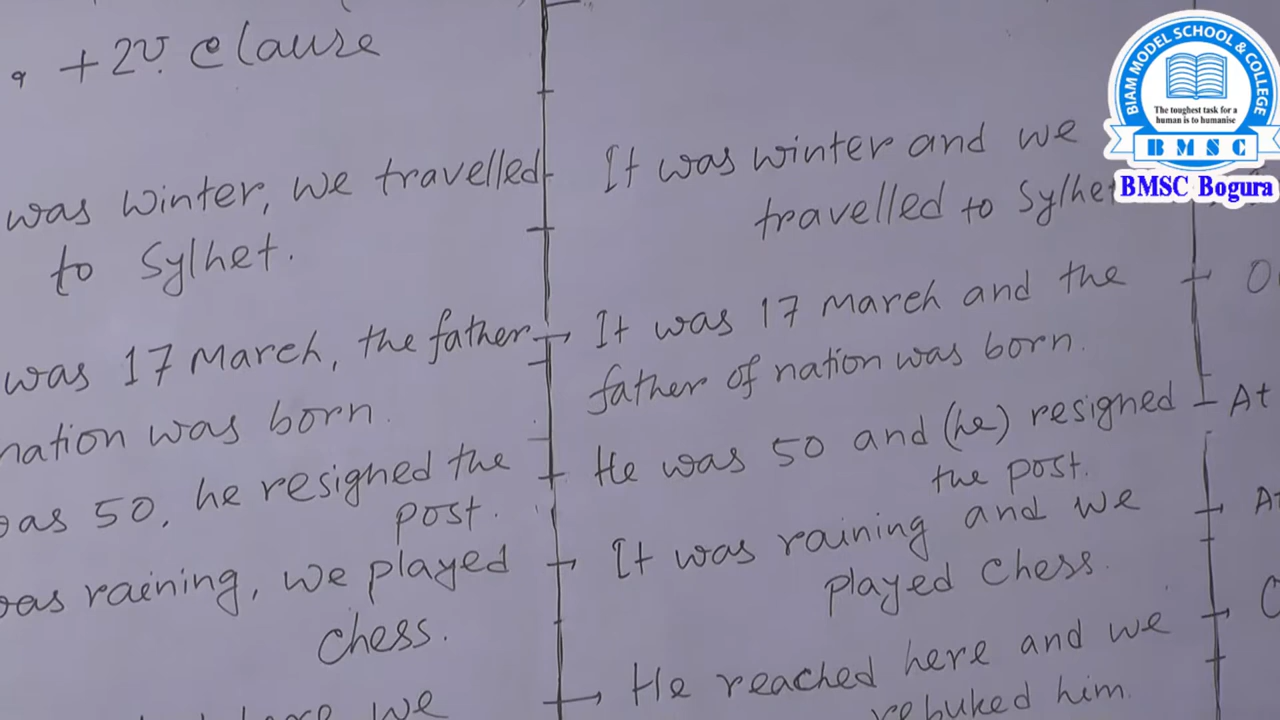 + 2v. clause
was winter, we travelled
to Sylhet.
was 17 March, the father
nation was born.
was 50, he resigned the
post.
was raining, we played
chess.
we
It was winter and we
travelled to Sylhet
It was 17 March and the
father of nation was born.
He was 50 and (he) resigned
the post.
It was raining and we
played chess.
He reached here and we
rebuked him.
At
BIAM MODEL SCHOOL & COLLEGE
The toughest task for a
human is to humanise
BMSC
BMSC Bogura